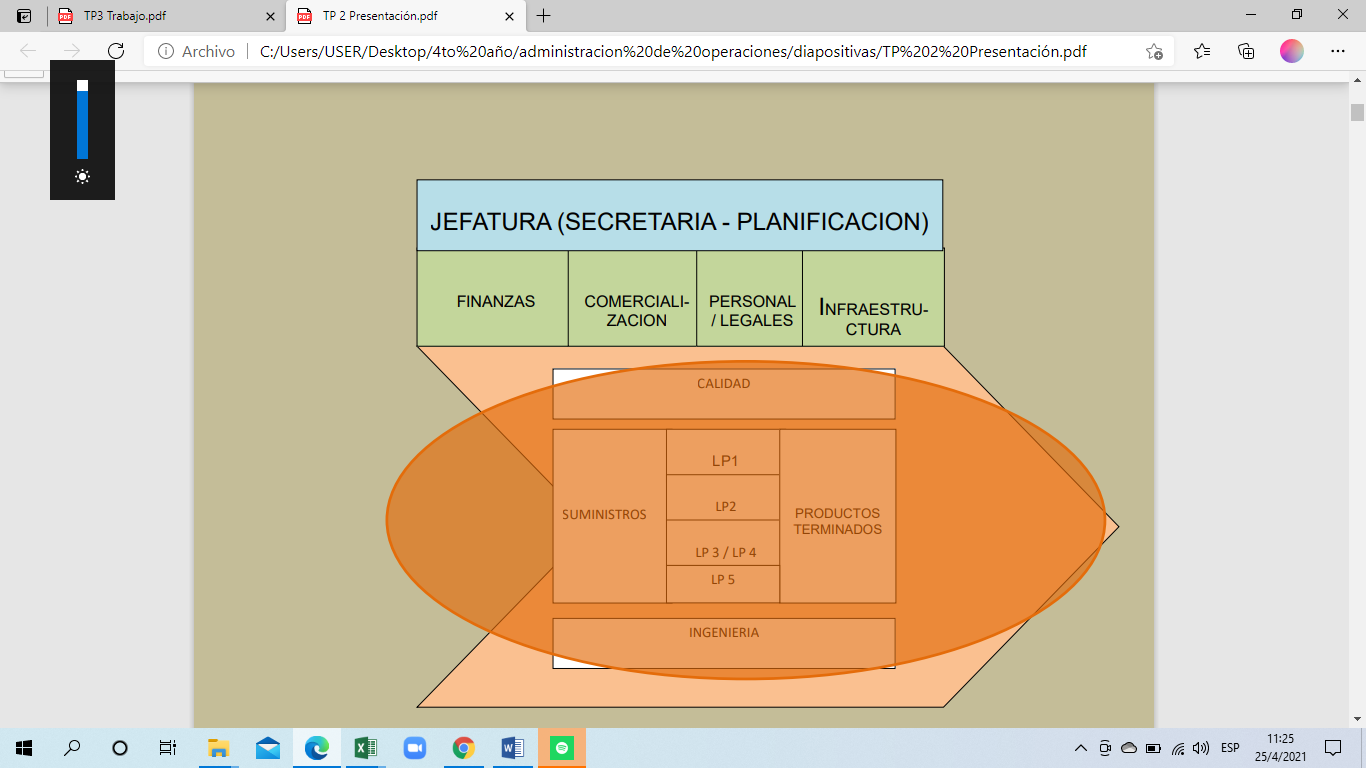 TP3 Trabajo.pdf
TP 2 Presentación.pdf
Archivo
C:/Users/USER/Desktop/4to%20año/administracion%20de%20operaciones/diapositivas/TP%202%20Presentación.pdf
JEFATURA (SECRETARIA - PLANIFICACION)
FINANZAS
COMERCIALI-
ZACION
PERSONAL
/ LEGALES
INFRAESTRU-
CTURA
CALIDAD
SUMINISTROS
LP1
LP2
LP 3 / LP 4
LP 5
PRODUCTOS
TERMINADOS
INGENIERIA
ESP
11:25
25/4/2021